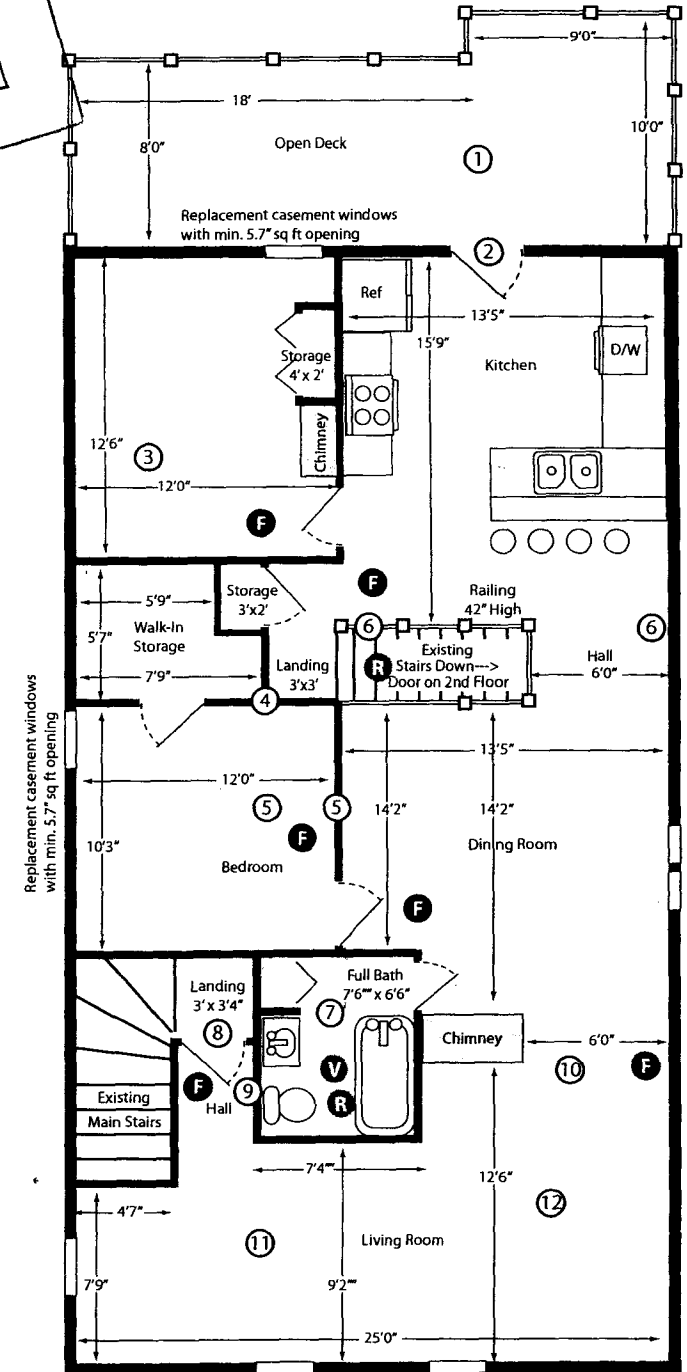 9'0"
18'
8'0"
Open Deck
10'0"
1
Replacement casement windows
with min. 5.7" sq ft opening
2
Ref
13'5"
15'9"
Storage
4' x 2'
Kitchen
D/W
Chimney
12'6"
3
12'0"
F
F
Storage
3'x2'
Railing
42" High
5'9"
5'7"
Walk-In
Storage
7'9"
Landing
3'x3'
6
R
Existing
Stairs Down--->
Door on 2nd Floor
6
Hall
6'0"
4
Replacement casement windows
with min. 5.7" sq ft opening
13'5"
12'0"
5
5
14'2"
14'2"
10'3"
F
Bedroom
Dining Room
F
Landing
3' x 3'4"
8
Full Bath
7'6"" x 6'6"
7
Chimney
6'0"
10
F
V
R
F
Hall
9
Existing
Main Stairs
7'4""
12'6"
12
4'7"
11
Living Room
7'9"
9'2""
25'0"